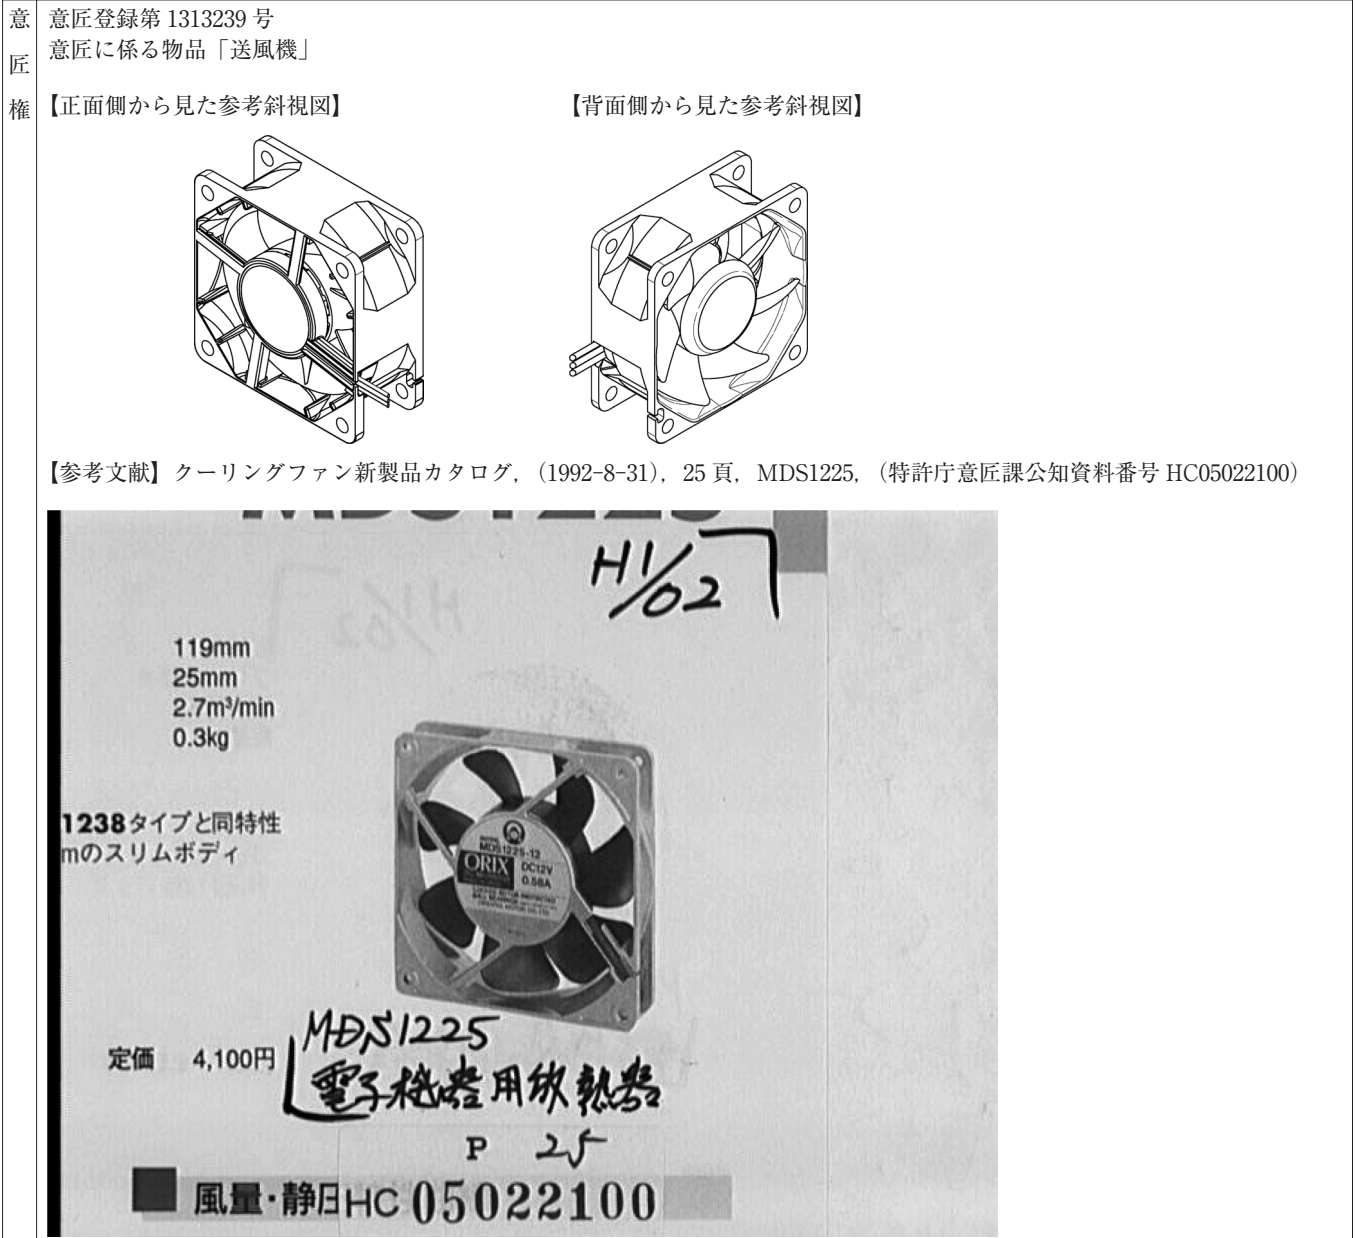 意匠権
意匠登録第 1313239 号
意匠に係る物品「送風機」
【正面側から見た参考斜視図】
【背面側から見た参考斜視図】
【参考文献】クーリングファン新製品カタログ，（1992-8-31），25 頁，MDS1225，（特許庁意匠課公知資料番号 HC05022100）
H1/02
119mm
25mm
2.7m³/min
0.3kg
1238タイプと同特性
mのスリムボディ
MDS1225-12
ORIX
DC12V
0.58A
MDS1225
電子機器用放熱器
定価 4,100円
P 25
風量・静圧
HC 05022100